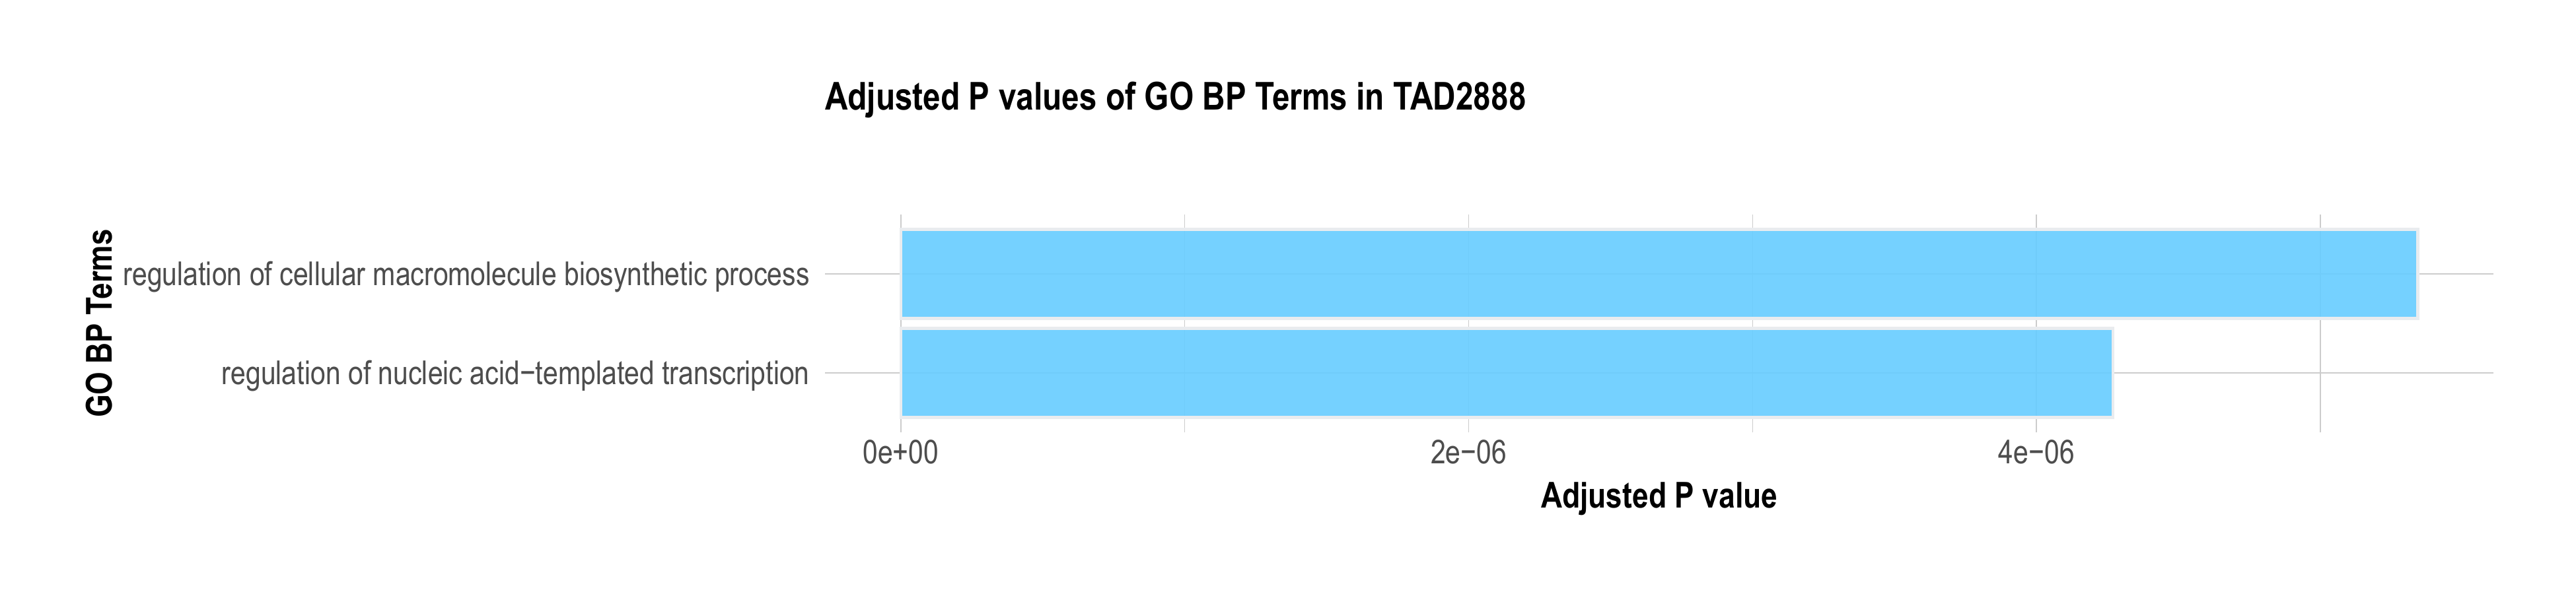 Adjusted P values of GO BP Terms in TAD2888
GO BP Terms
regulation of cellular macromolecule biosynthetic process
regulation of nucleic acid−templated transcription
0e+00 2e−06 4e−06
Adjusted P value